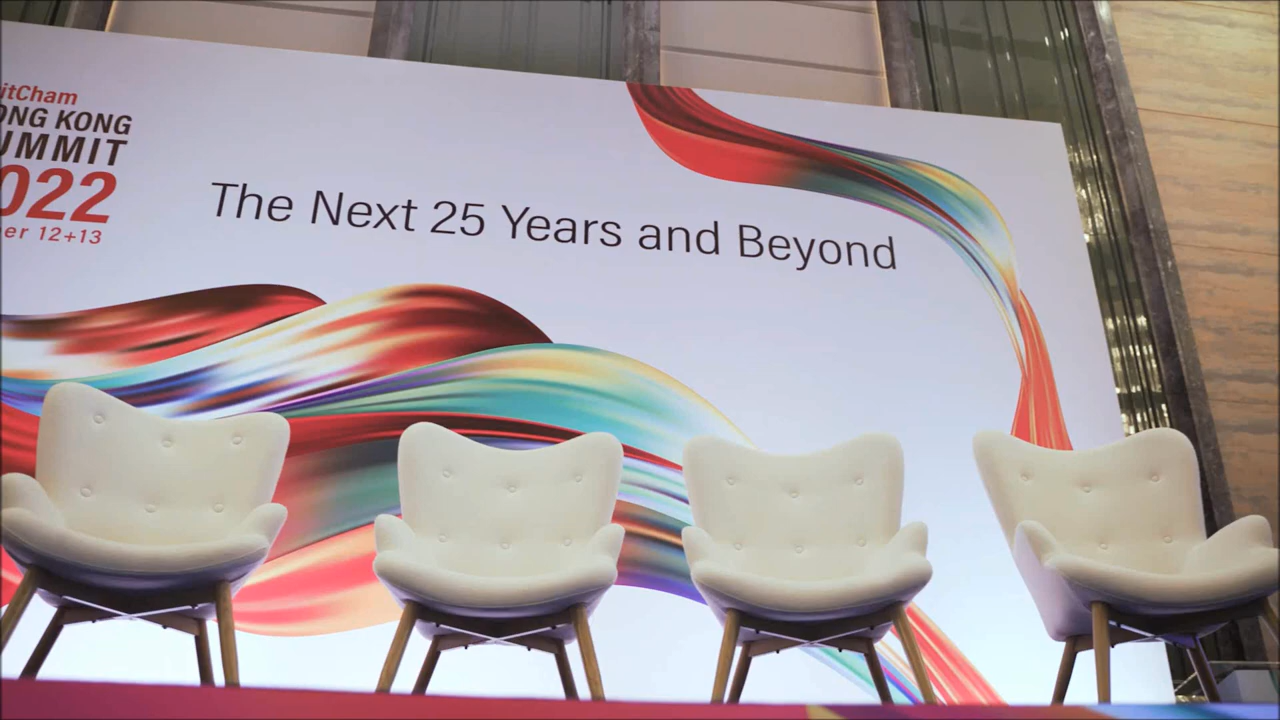 itCham
ONG KONG
UMMIT
022
er 12+13
The Next 25 Years and Beyond